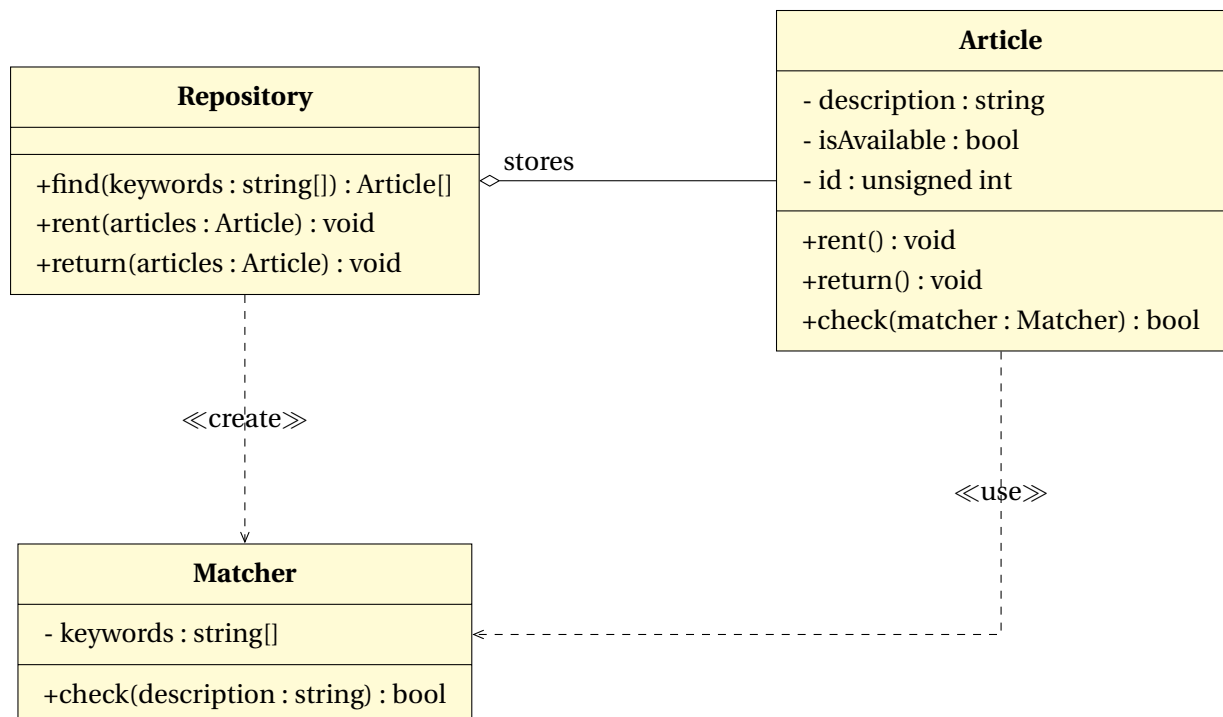 Repository
+find(keywords : string[]) : Article[]
+rent(articles : Article) : void
+return(articles : Article) : void
stores
Article
- description : string
- isAvailable : bool
- id : unsigned int
+rent() : void
+return() : void
+check(matcher : Matcher) : bool
≪create≫
≪use≫
Matcher
- keywords : string[]
+check(description : string) : bool